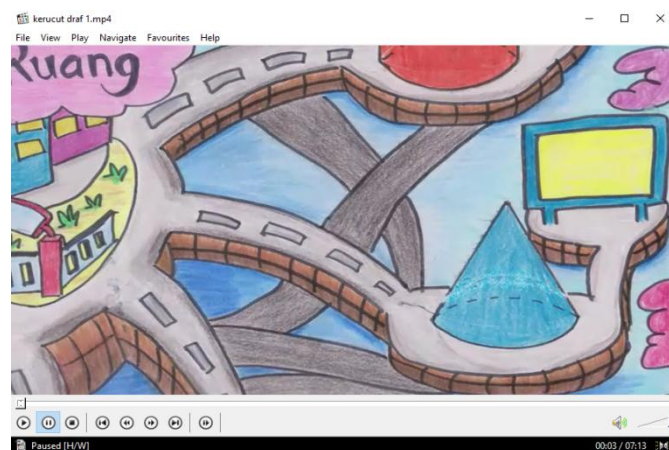 kerucut draf 1.mp4
File View Play Navigate Favourites Help
Ruang
Paused [H/W]
00:03 / 07:13